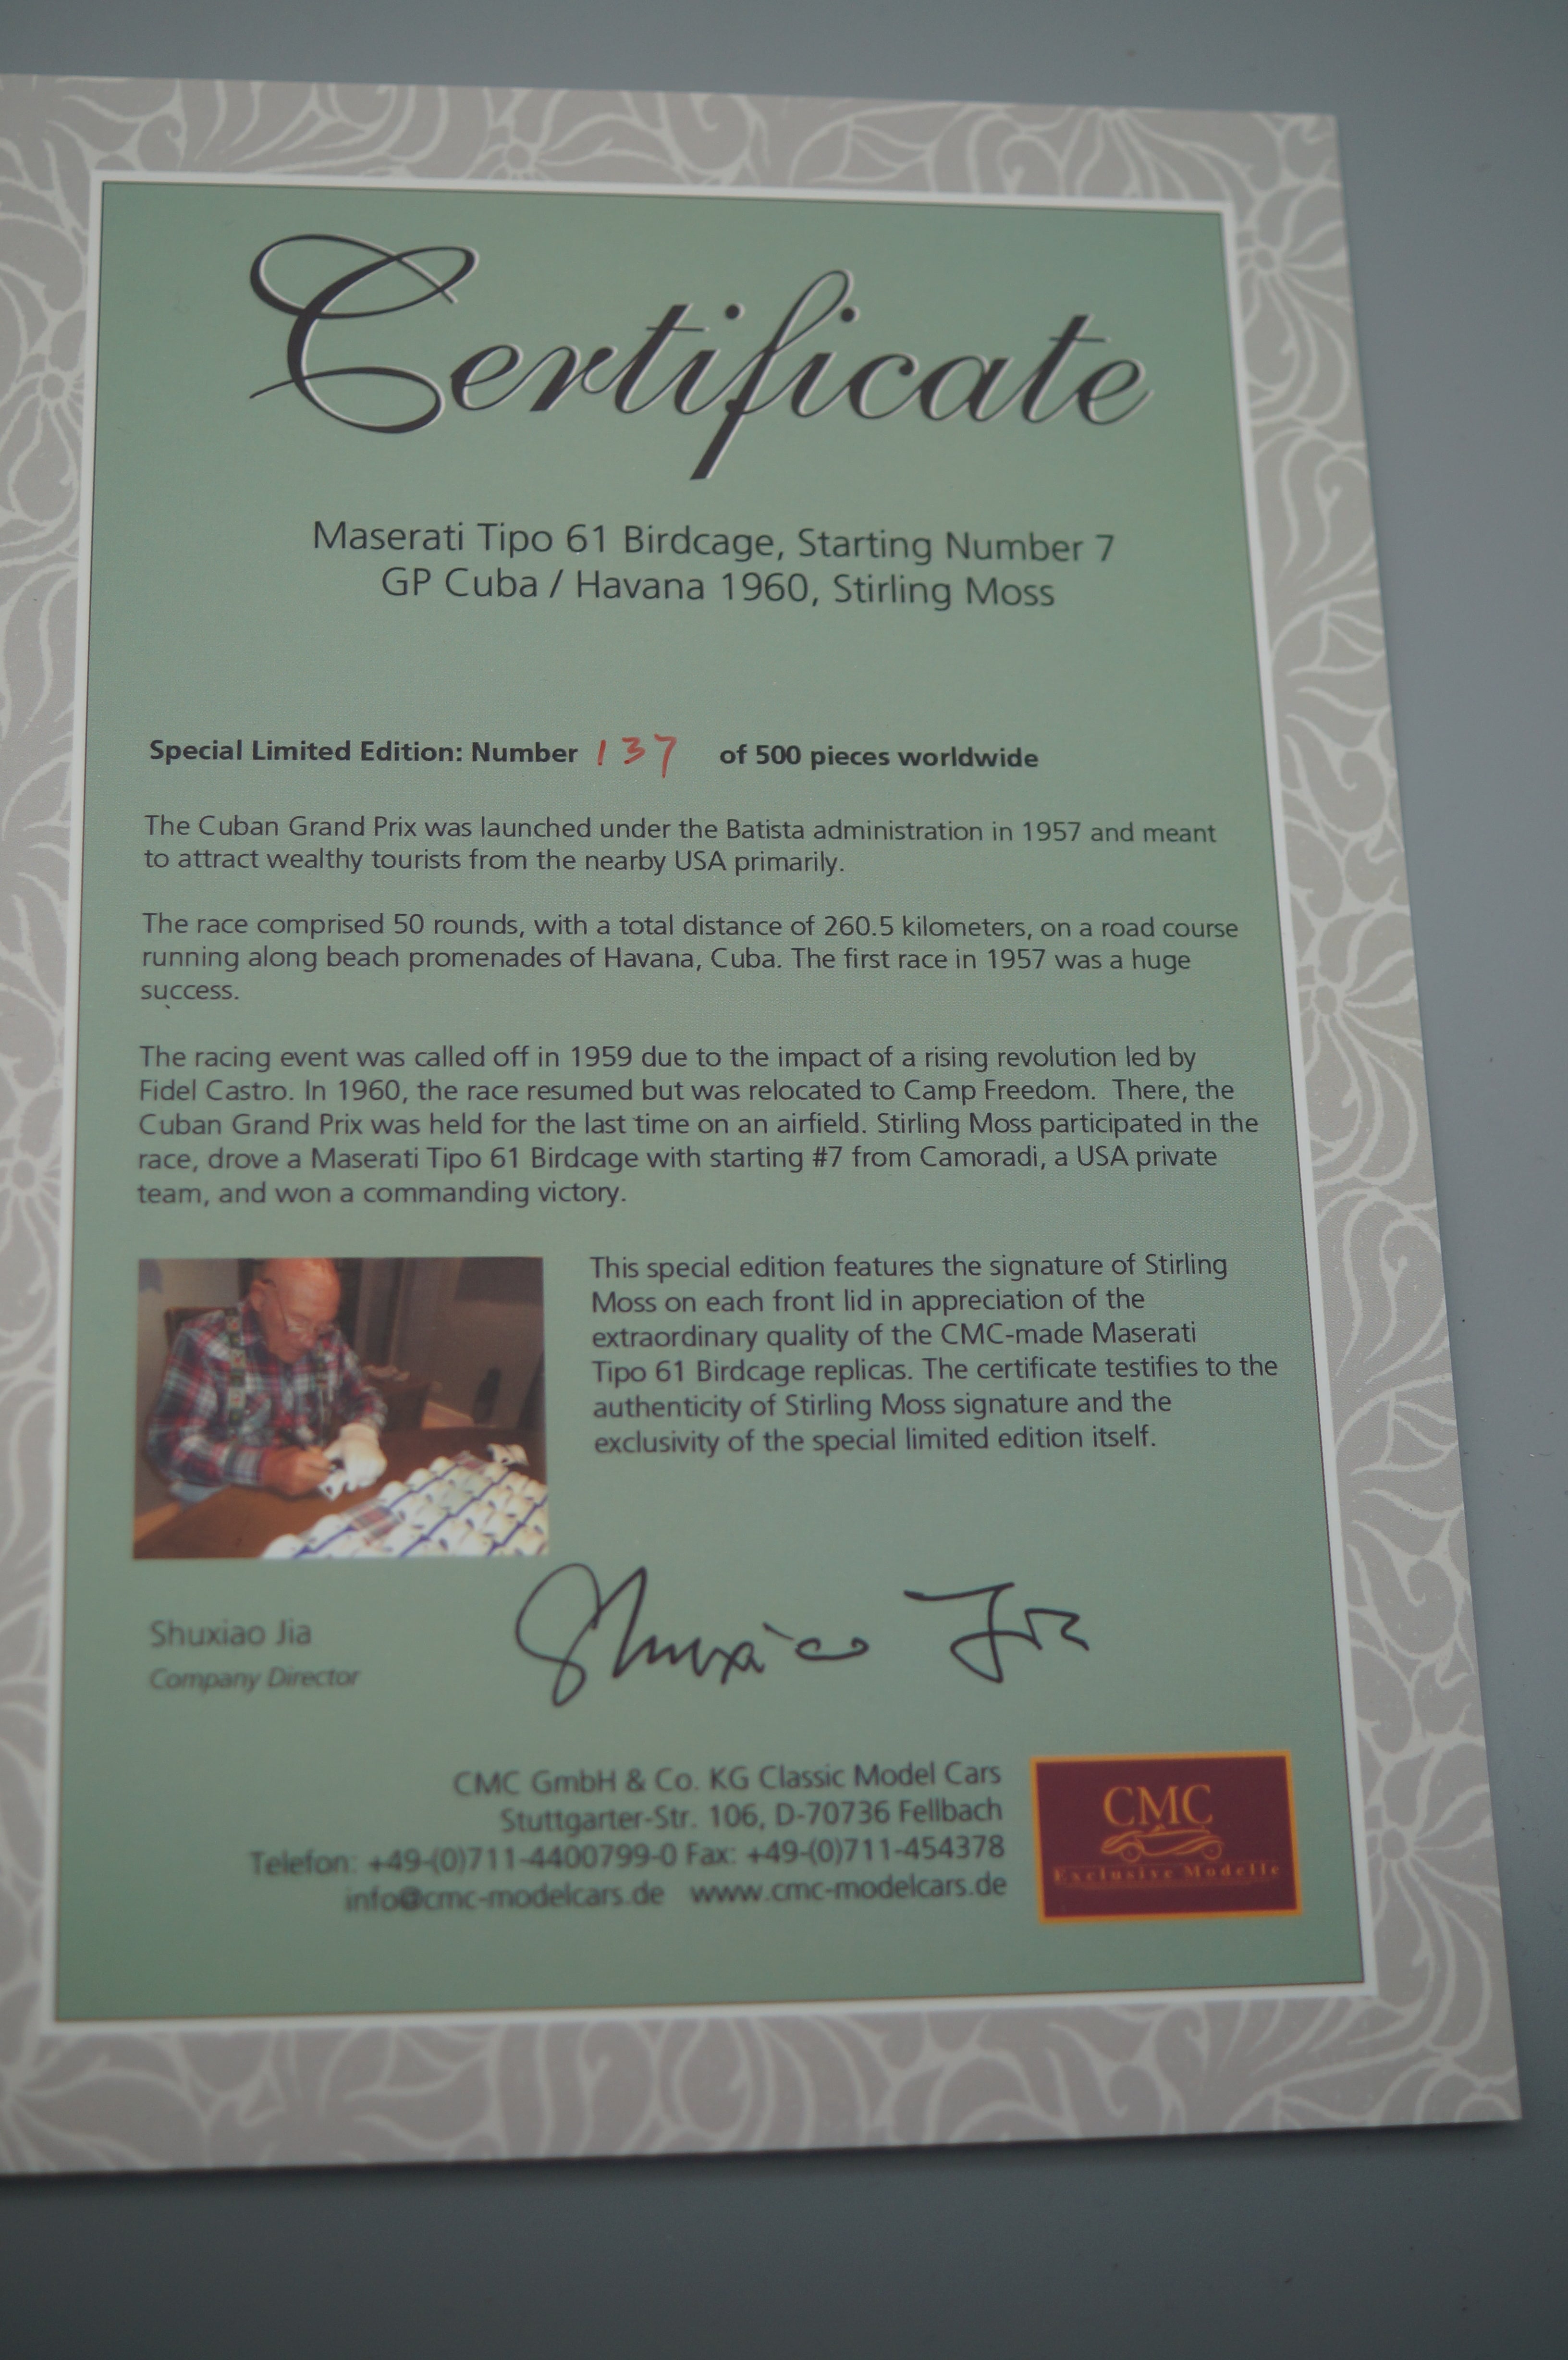 Certificate
Maserati Tipo 61 Birdcage, Starting Number 7
GP Cuba / Havana 1960, Stirling Moss
Special Limited Edition: Number 137 of 500 pieces worldwide
The Cuban Grand Prix was launched under the Batista administration in 1957 and meant
to attract wealthy tourists from the nearby USA primarily.
The race comprised 50 rounds, with a total distance of 260.5 kilometers, on a road course
running along beach promenades of Havana, Cuba. The first race in 1957 was a huge
success.
The racing event was called off in 1959 due to the impact of a rising revolution led by
Fidel Castro. In 1960, the race resumed but was relocated to Camp Freedom. There, the
Cuban Grand Prix was held for the last time on an airfield. Stirling Moss participated in the
race, drove a Maserati Tipo 61 Birdcage with starting #7 from Camoradi, a USA private
team, and won a commanding victory.
This special edition features the signature of Stirling
Moss on each front lid in appreciation of the
extraordinary quality of the CMC-made Maserati
Tipo 61 Birdcage replicas. The certificate testifies to the
authenticity of Stirling Moss signature and the
exclusivity of the special limited edition itself.
Shuxiao Jia
Shuxiao Jia
Company Director
CMC GmbH & Co. KG Classic Model Cars
Stuttgarter-Str. 106, D-70736 Fellbach
Telefon: +49-(0)711-4400799-0 Fax: +49-(0)711-454378
info@cmc-modelcars.de www.cmc-modelcars.de
CMC
Exclusive Modelle